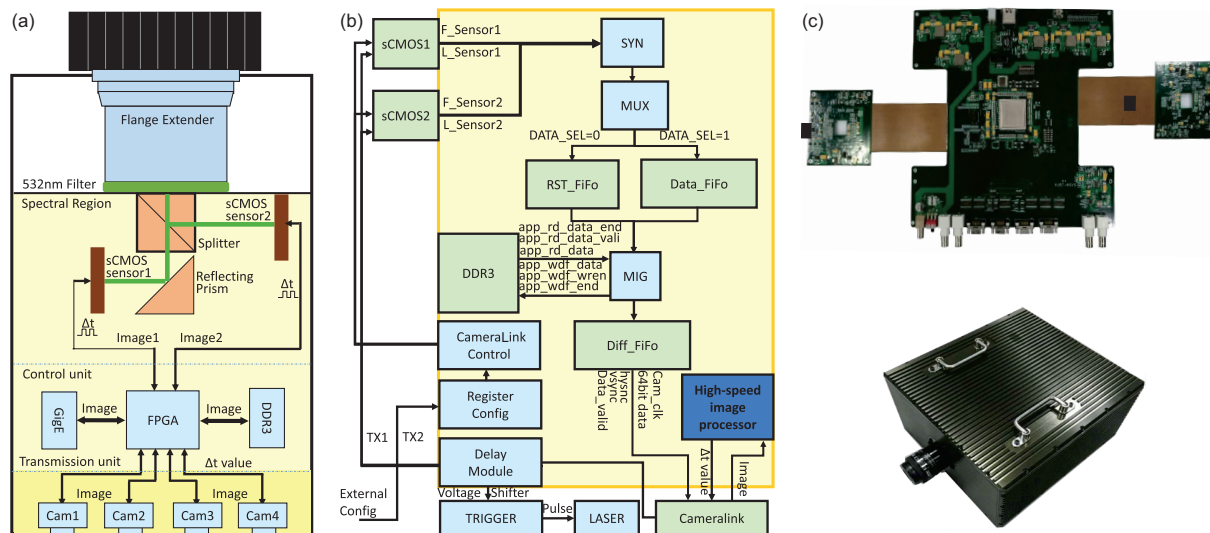 (a)
Flange Extender
532nm Filter
Spectral Region
sCMOS
sensor2
Splitter
sCMOS
sensor1
Reflecting
Prism
Δt
Δt
Image1
Image2
Control unit
GigE
Image
FPGA
Image
DDR3
Transmission unit
Δt value
Image
Image
Cam1
Cam2
Cam3
Cam4
(b)
sCMOS1
F_Sensor1
L_Sensor1
SYN
sCMOS2
F_Sensor2
L_Sensor2
MUX
DATA_SEL=0
DATA_SEL=1
RST_FiFo
Data_FiFo
DDR3
app_rd_data_end
app_rd_data_vali
app_rd_data
app_wdf_data
app_wdf_wren
app_wdf_end
MIG
CameraLink
Control
Diff_FiFo
Register
Config
Cam_clk
64bit data
hysnc
vsync
Data_valid
High-speed
image
processor
TX1
TX2
Delay
Module
Δt value
Image
External
Config
Voltage Shifter
TRIGGER
Pulse
LASER
Cameralink
(c)